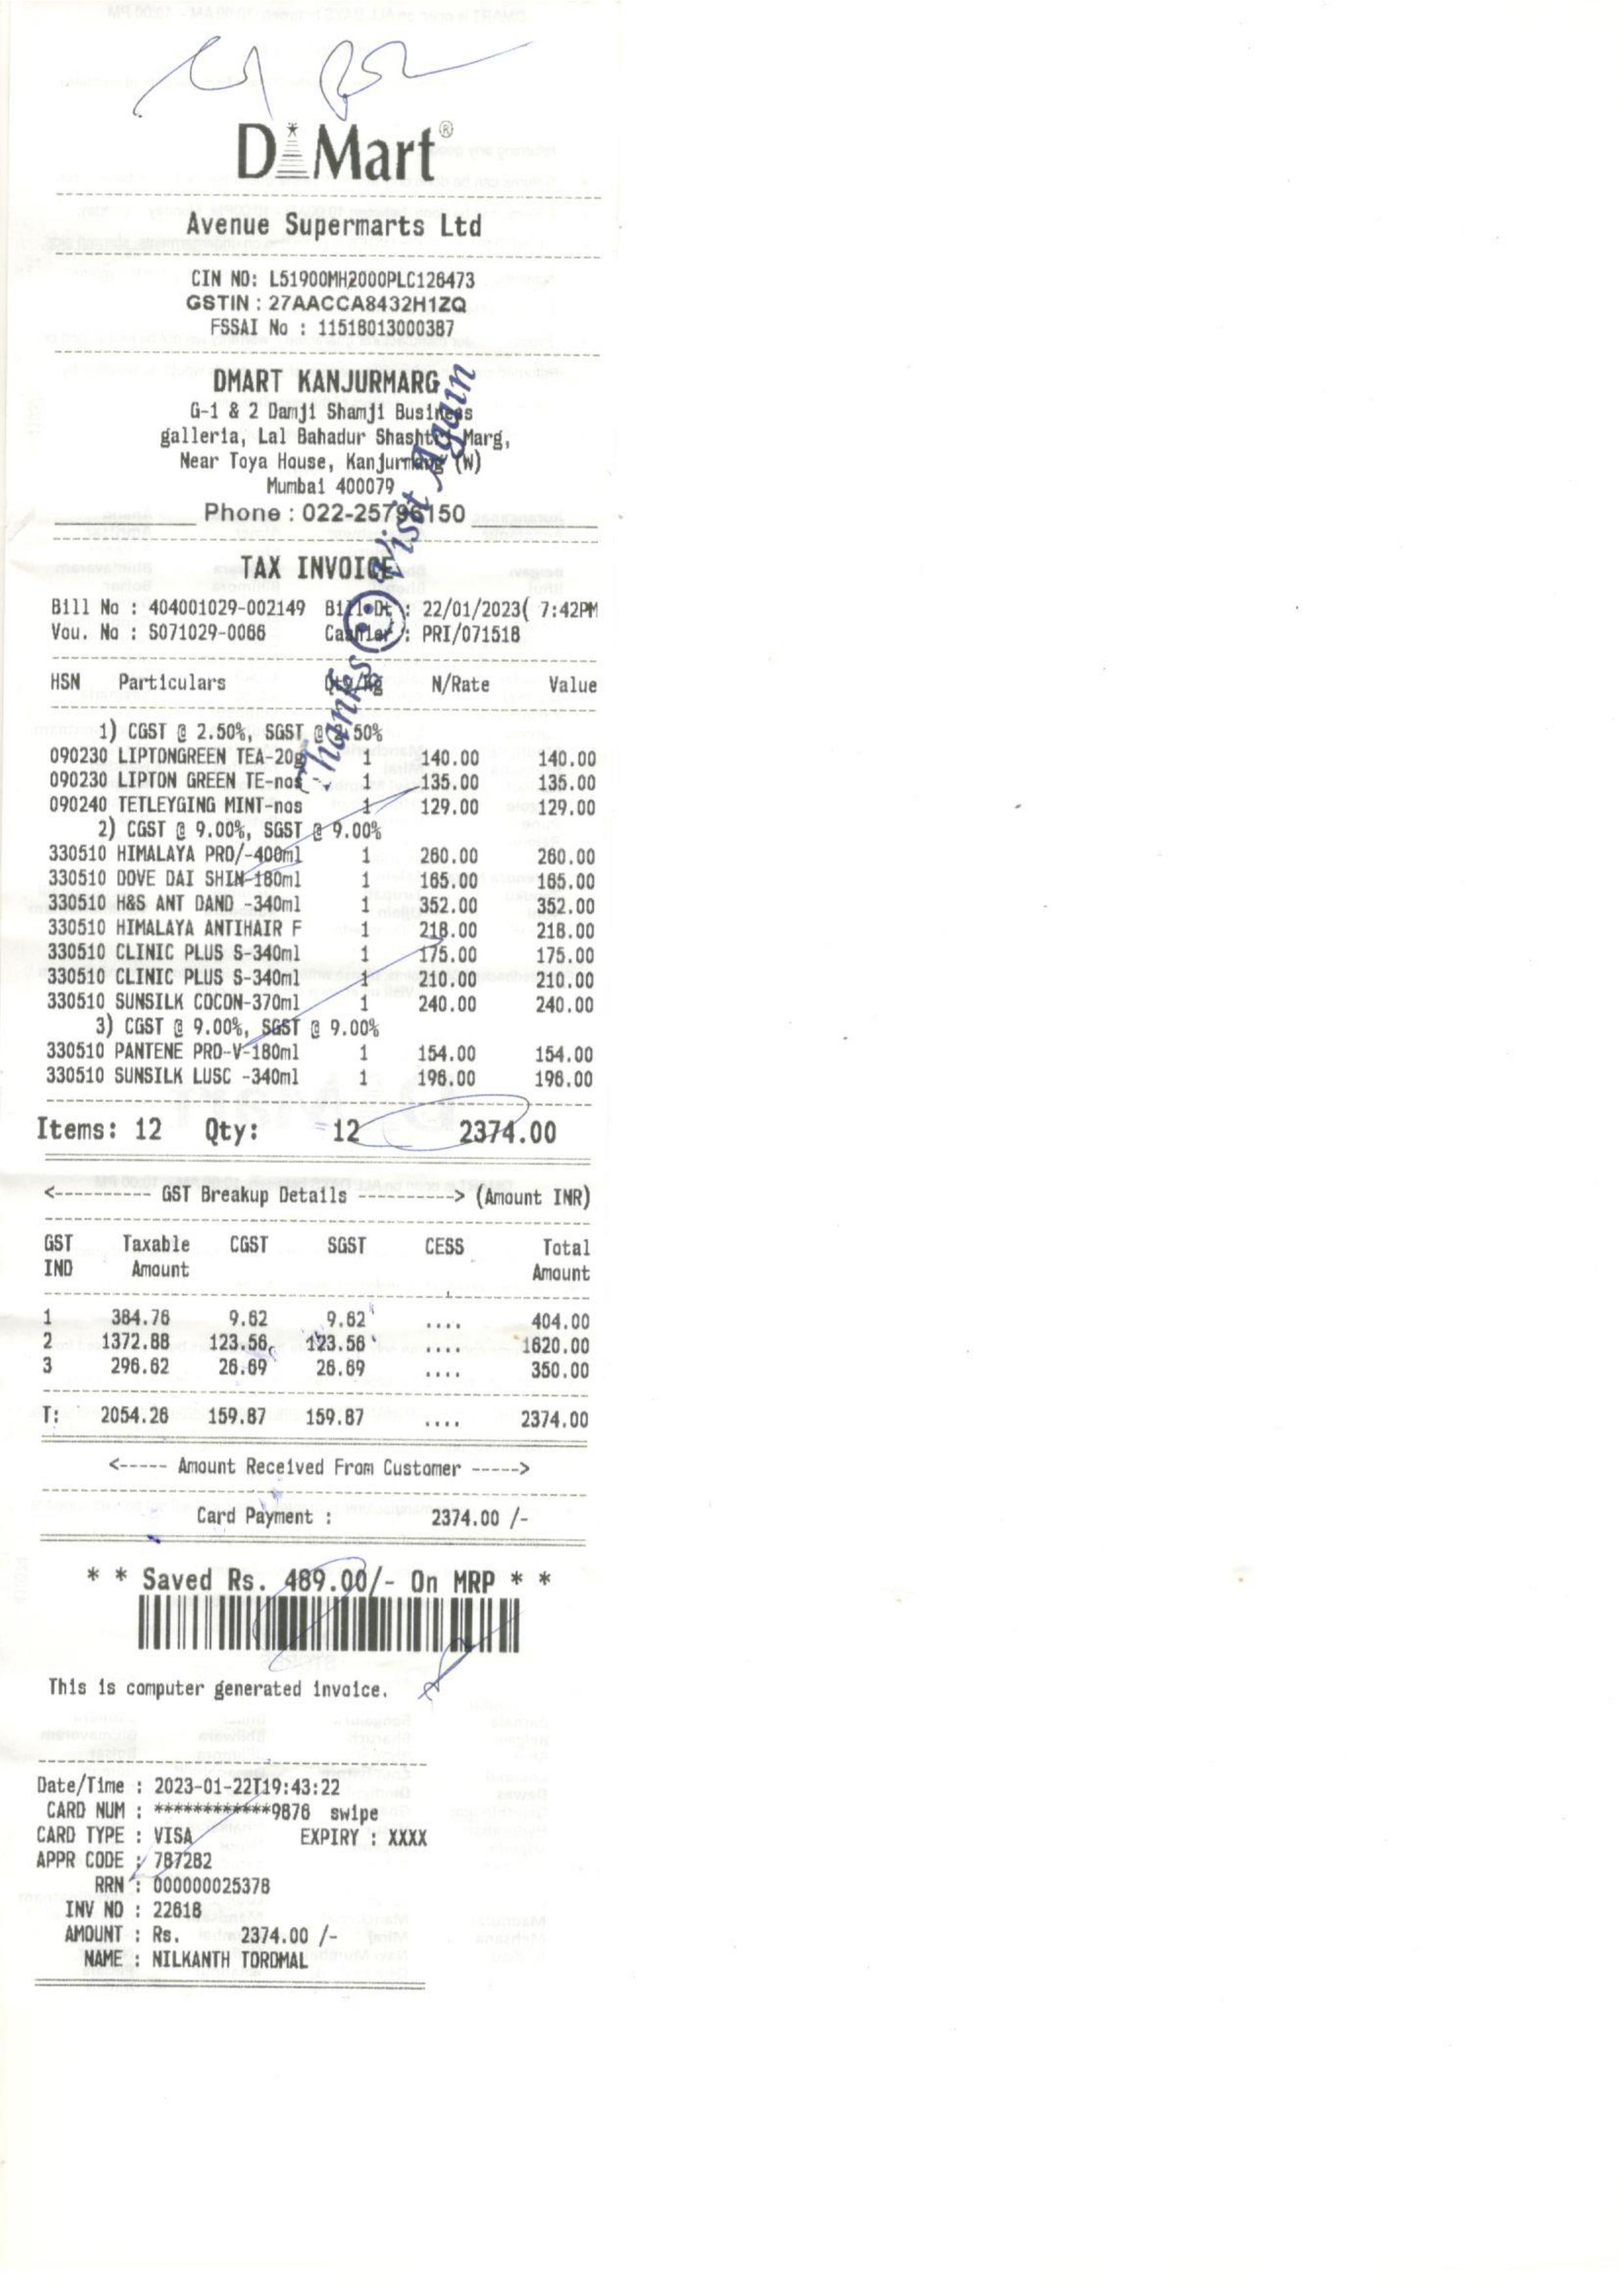 D Mart®
Avenue Supermarts Ltd
CIN NO: L51900MH2000PLC126473
GSTIN : 27AACCA8432H1ZQ
FSSAI No : 11518013000387
DMART KANJURMARG
G-1 & 2 Damji Shamji Business
galleria, Lal Bahadur Shashtri Marg,
Near Toya House, Kanjurmarg (W)
Mumbai 400079
Phone : 022-25796150
Thanks Visit Again
TAX INVOICE
Bill No : 404001029-002149 Bill Dt : 22/01/2023( 7:42PM
Vou. No : S071029-0066 Cashier : PRI/071518
HSN Particulars Qty/Kg N/Rate Value
1) CGST @ 2.50%, SGST @ 2.50%
090230 LIPTONGREEN TEA-20g 1 140.00 140.00
090230 LIPTON GREEN TE-nos 1 135.00 135.00
090240 TETLEYGING MINT-nos 1 129.00 129.00
2) CGST @ 9.00%, SGST @ 9.00%
330510 HIMALAYA PRO/-400ml 1 260.00 260.00
330510 DOVE DAI SHIN-180ml 1 165.00 165.00
330510 H&S ANT DAND -340ml 1 352.00 352.00
330510 HIMALAYA ANTIHAIR F 1 218.00 218.00
330510 CLINIC PLUS S-340ml 1 175.00 175.00
330510 CLINIC PLUS S-340ml 1 210.00 210.00
330510 SUNSILK COCON-370ml 1 240.00 240.00
3) CGST @ 9.00%, SGST @ 9.00%
330510 PANTENE PRO-V-180ml 1 154.00 154.00
330510 SUNSILK LUSC -340ml 1 196.00 196.00
Items: 12 Qty: 12 2374.00
<---------- GST Breakup Details ----------> (Amount INR)
GST Taxable CGST SGST CESS Total
IND Amount Amount
1 384.76 9.62 9.62 .... 404.00
2 1372.88 123.56 123.56 .... 1620.00
3 296.62 26.69 26.69 .... 350.00
T: 2054.26 159.87 159.87 .... 2374.00
<----- Amount Received From Customer ----->
Card Payment : 2374.00 /-
* * Saved Rs. 489.00/- On MRP * *
This is computer generated invoice.
Date/Time : 2023-01-22T19:43:22
CARD NUM : ************9876 swipe
CARD TYPE : VISA EXPIRY : XXXX
APPR CODE : 787262
RRN : 000000025376
INV NO : 22618
AMOUNT : Rs. 2374.00 /-
NAME : NILKANTH TORDMAL